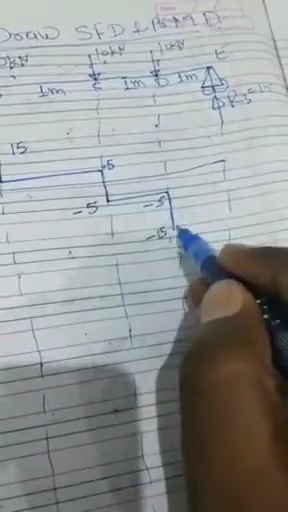 Draw SFD & BMD
10kN 10kN
E
1m C 1m D 1m
15
5
-5 -5
-15